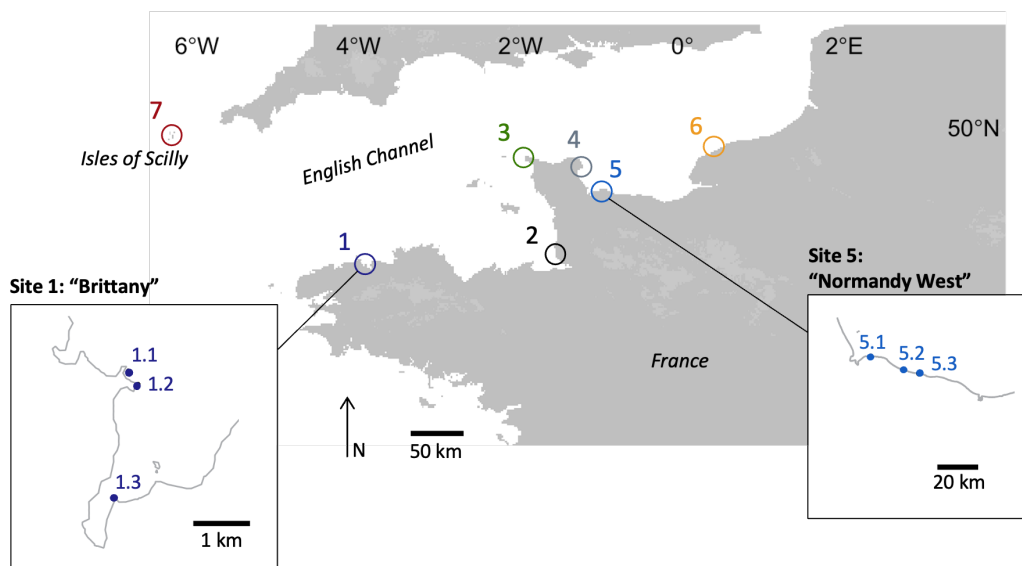 6°W 4°W 2°W 0° 2°E
7
3
4
6
50°N
Isles of Scilly
English Channel
5
1
2
Site 5:
“Normandy West”
Site 1: “Brittany”
5.1
5.2
5.3
1.1
1.2
France
N
50 km
20 km
1.3
1 km